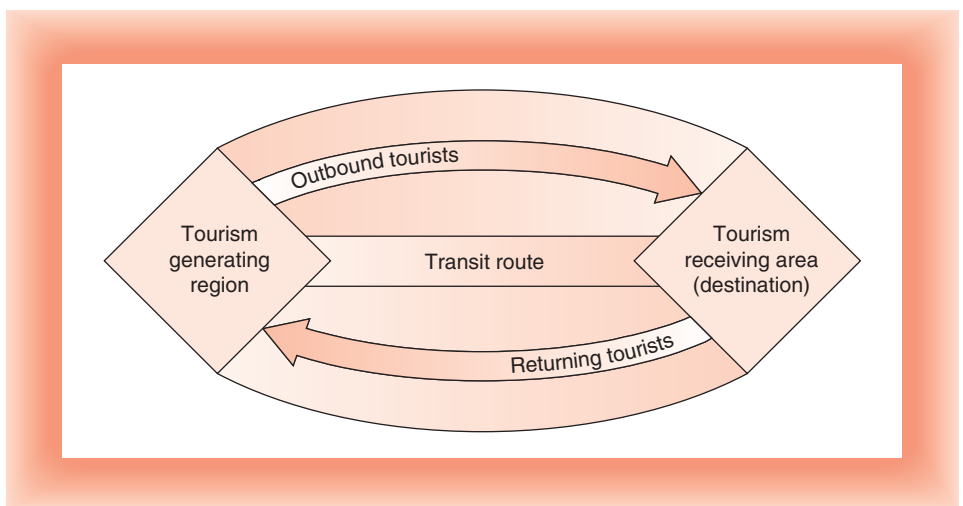 Outbound tourists
Tourism
generating
region
Transit route
Tourism
receiving area
(destination)
Returning tourists